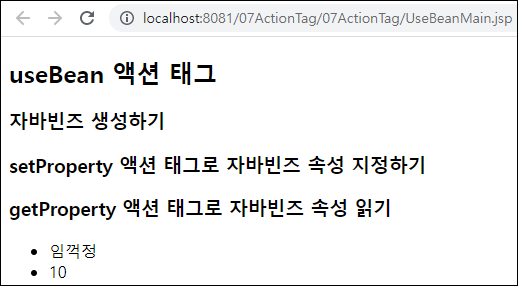 localhost:8081/07ActionTag/07ActionTag/UseBeanMain.jsp
useBean 액션 태그
자바빈즈 생성하기
setProperty 액션 태그로 자바빈즈 속성 지정하기
getProperty 액션 태그로 자바빈즈 속성 읽기
• 임꺽정
• 10